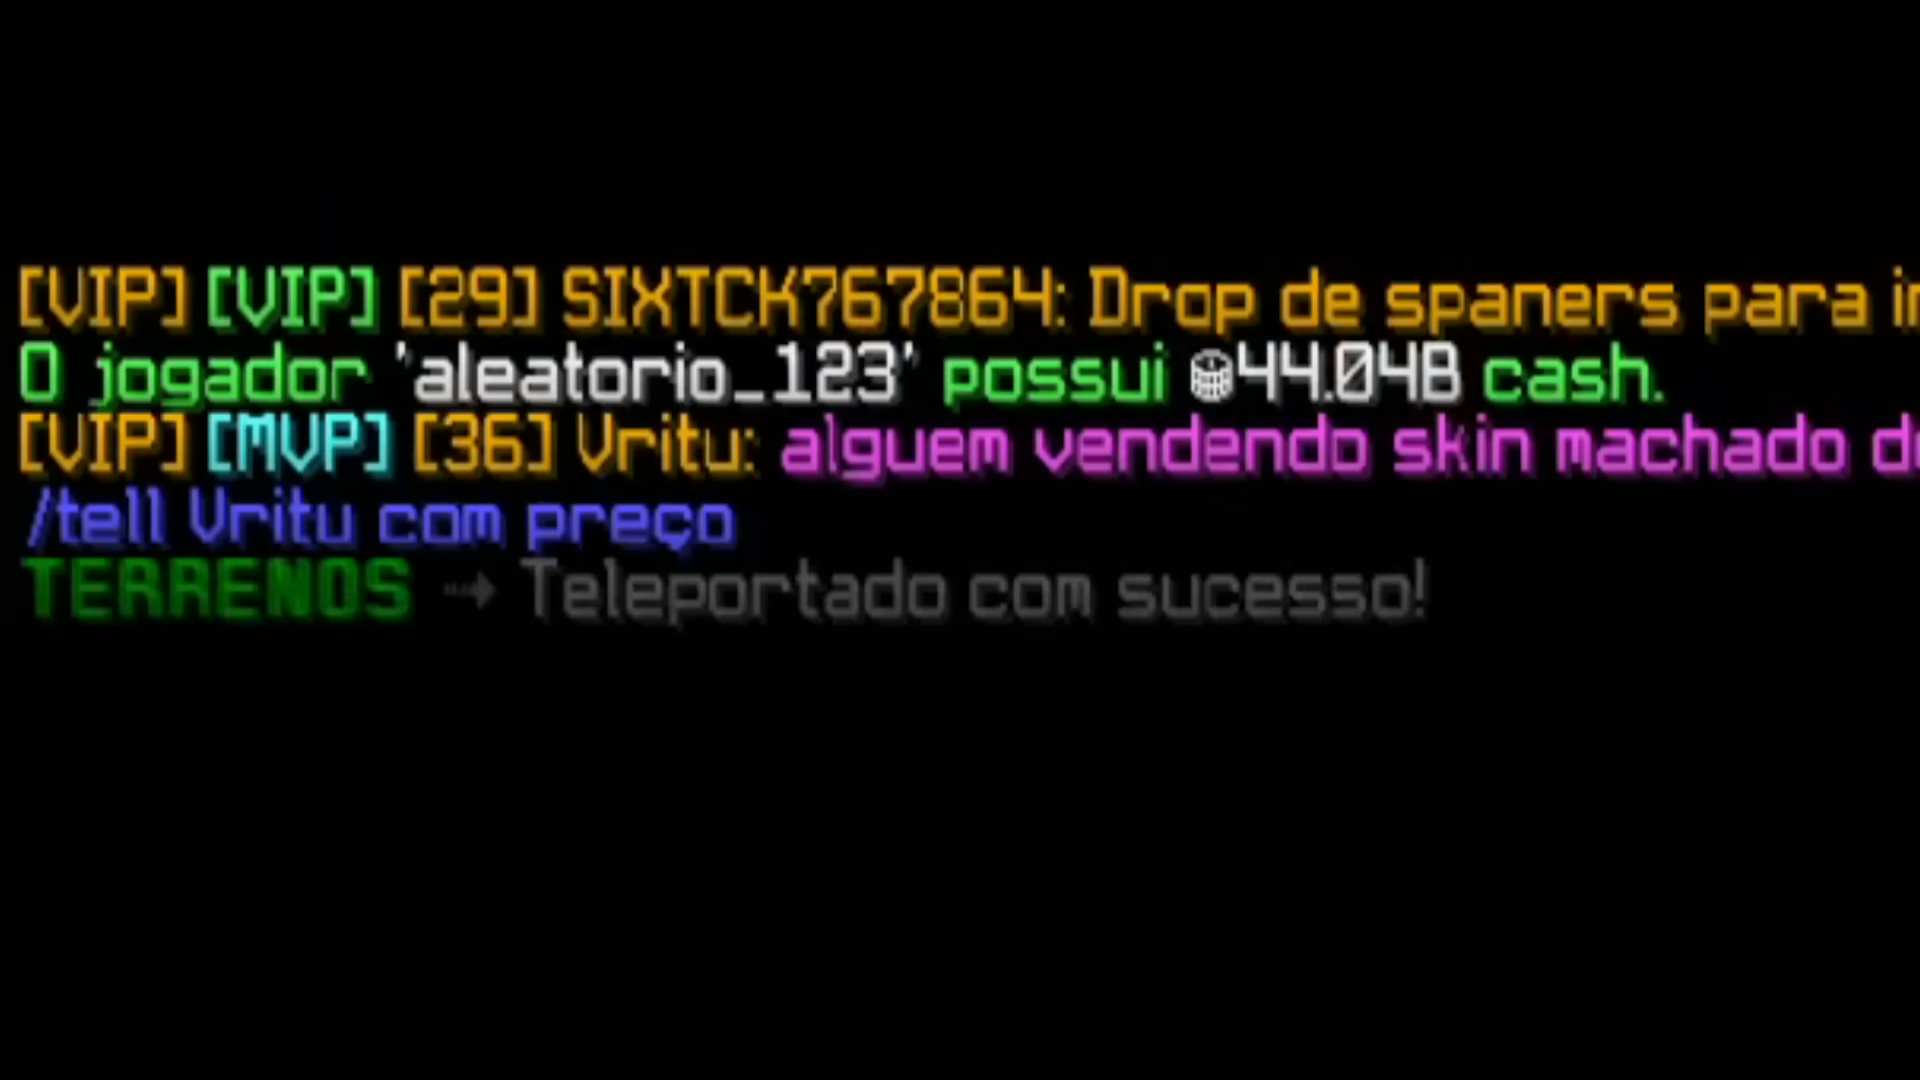 [VIP] [VIP] [29] SIXTCK767864: Drop de spaners para
O jogador 'aleatorio_123' possui 44.04B cash.
[VIP] [MVP] [36] Vritu: alguem vendendo skin machado
/tell Vritu com preço
TERRENOS → Teleportado com sucesso!